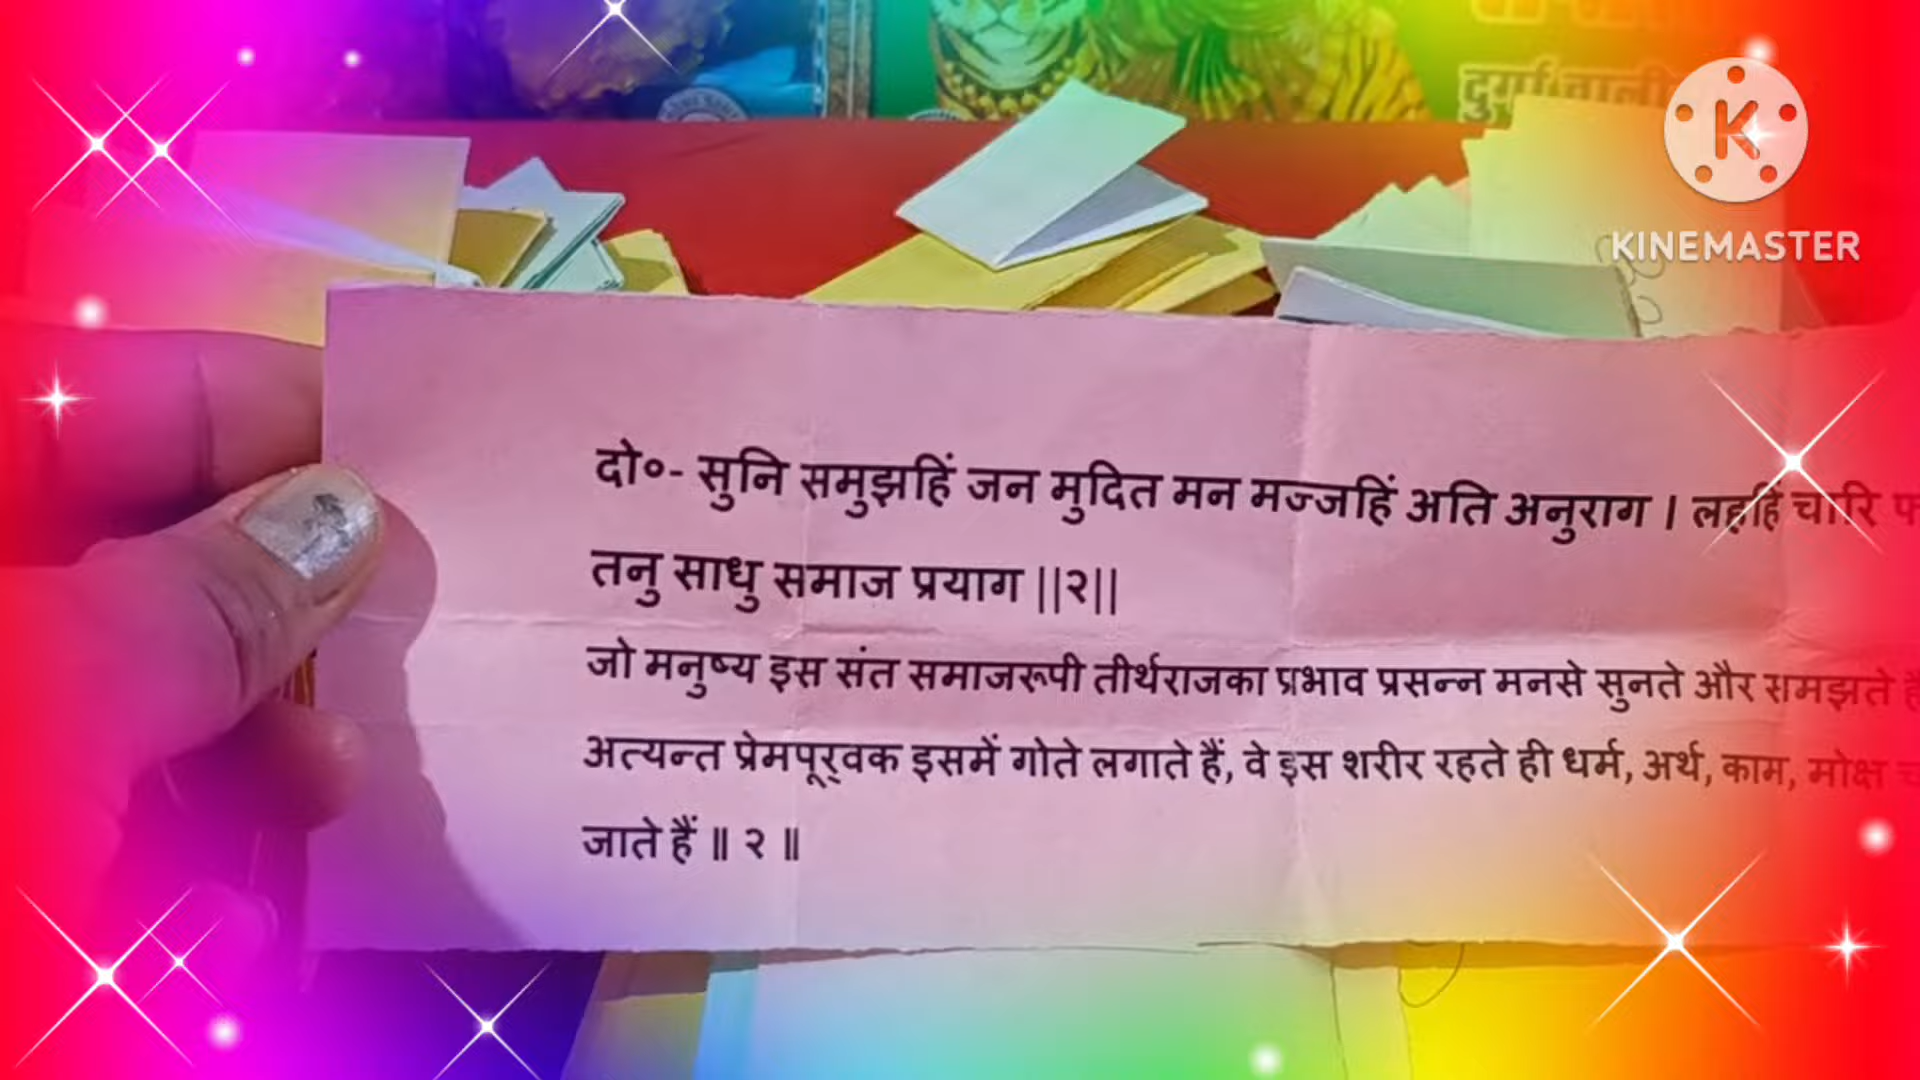 दुर्गा
KINEMASTER
दो०- सुनि समुझहिं जन मुदित मन मज्जहिं अति अनुराग । लहहिं चारि
तनु साधु समाज प्रयाग ||२||
जो मनुष्य इस संत समाजरूपी तीर्थराजका प्रभाव प्रसन्न मनसे सुनते और समझते
अत्यन्त प्रेमपूर्वक इसमें गोते लगाते हैं, वे इस शरीर रहते ही धर्म, अर्थ, काम, मोक्ष
जाते हैं ॥ २ ॥